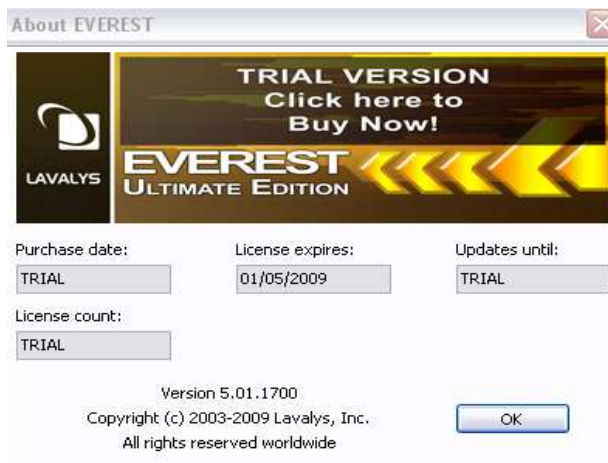 About EVEREST
TRIAL VERSION
Click here to
Buy Now!
LAVALYS
EVEREST
ULTIMATE EDITION
Purchase date:
License expires:
Updates until:
TRIAL
01/05/2009
TRIAL
License count:
TRIAL
Version 5.01.1700
Copyright (c) 2003-2009 Lavalys, Inc.
All rights reserved worldwide
OK